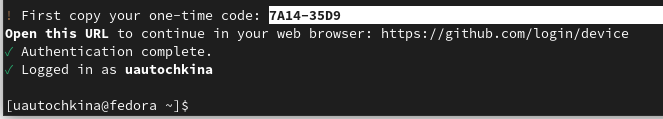 ! First copy your one-time code: 7A14-35D9
Open this URL to continue in your web browser: https://github.com/login/device
✓ Authentication complete.
✓ Logged in as uautochkina
[uautochkina@fedora ~]$